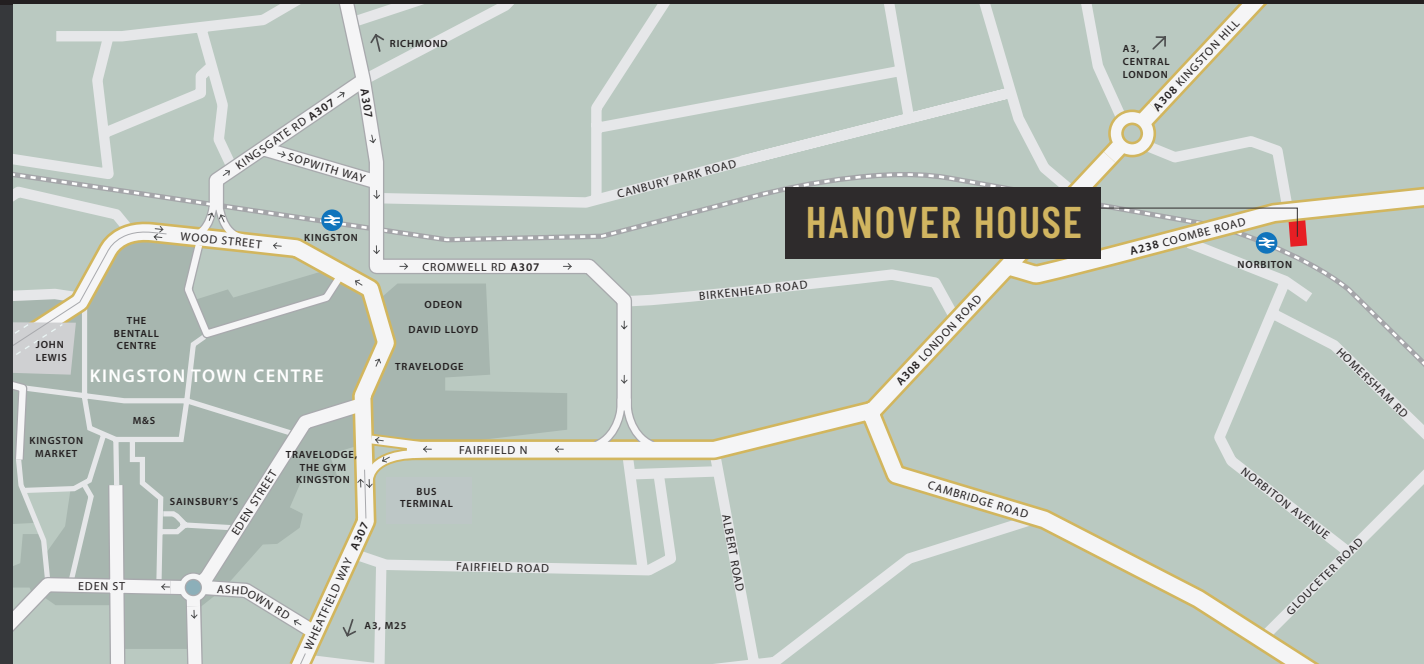 RICHMOND
A3,
CENTRAL
LONDON
A308 KINGSTON HILL
KINGSGATE RD A307
A307
SOPWITH WAY
CANBURY PARK ROAD
HANOVER HOUSE
A238 COOMBE ROAD
NORBITON
WOOD STREET
KINGSTON
CROMWELL RD A307
BIRKENHEAD ROAD
ODEON
DAVID LLOYD
TRAVELODGE
THE
BENTALL
CENTRE
JOHN
LEWIS
KINGSTON TOWN CENTRE
A308 LONDON ROAD
HOMERSHAM RD
M&S
KINGSTON
MARKET
TRAVELODGE,
THE GYM
KINGSTON
FAIRFIELD N
BUS
TERMINAL
SAINSBURY'S
EDEN STREET
CAMBRIDGE ROAD
NORBITON AVENUE
ALBERT ROAD
GLOUCETER ROAD
FAIRFIELD ROAD
EDEN ST
ASHDOWN RD
WHEATFIELD WAY A307
A3, M25